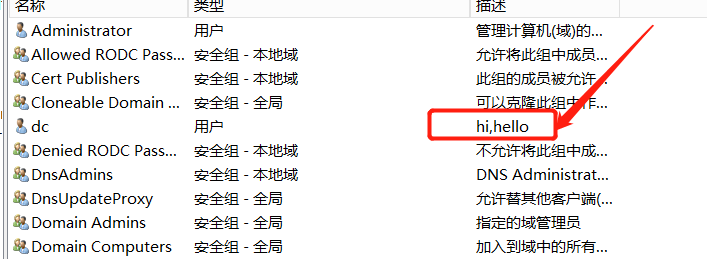 名称 类型 描述
Administrator 用户 管理计算机(域)的...
Allowed RODC Pass... 安全组 - 本地域 允许将此组中成员...
Cert Publishers 安全组 - 本地域 此组的成员被允许...
Cloneable Domain ... 安全组 - 全局 可以克隆此组中作...
dc 用户 hi,hello
Denied RODC Pass... 安全组 - 本地域 不允许将此组中成...
DnsAdmins 安全组 - 本地域 DNS Administrat...
DnsUpdateProxy 安全组 - 全局 允许替其他客户端(...
Domain Admins 安全组 - 全局 指定的域管理员
Domain Computers 安全组 - 全局 加入到域中的所有...